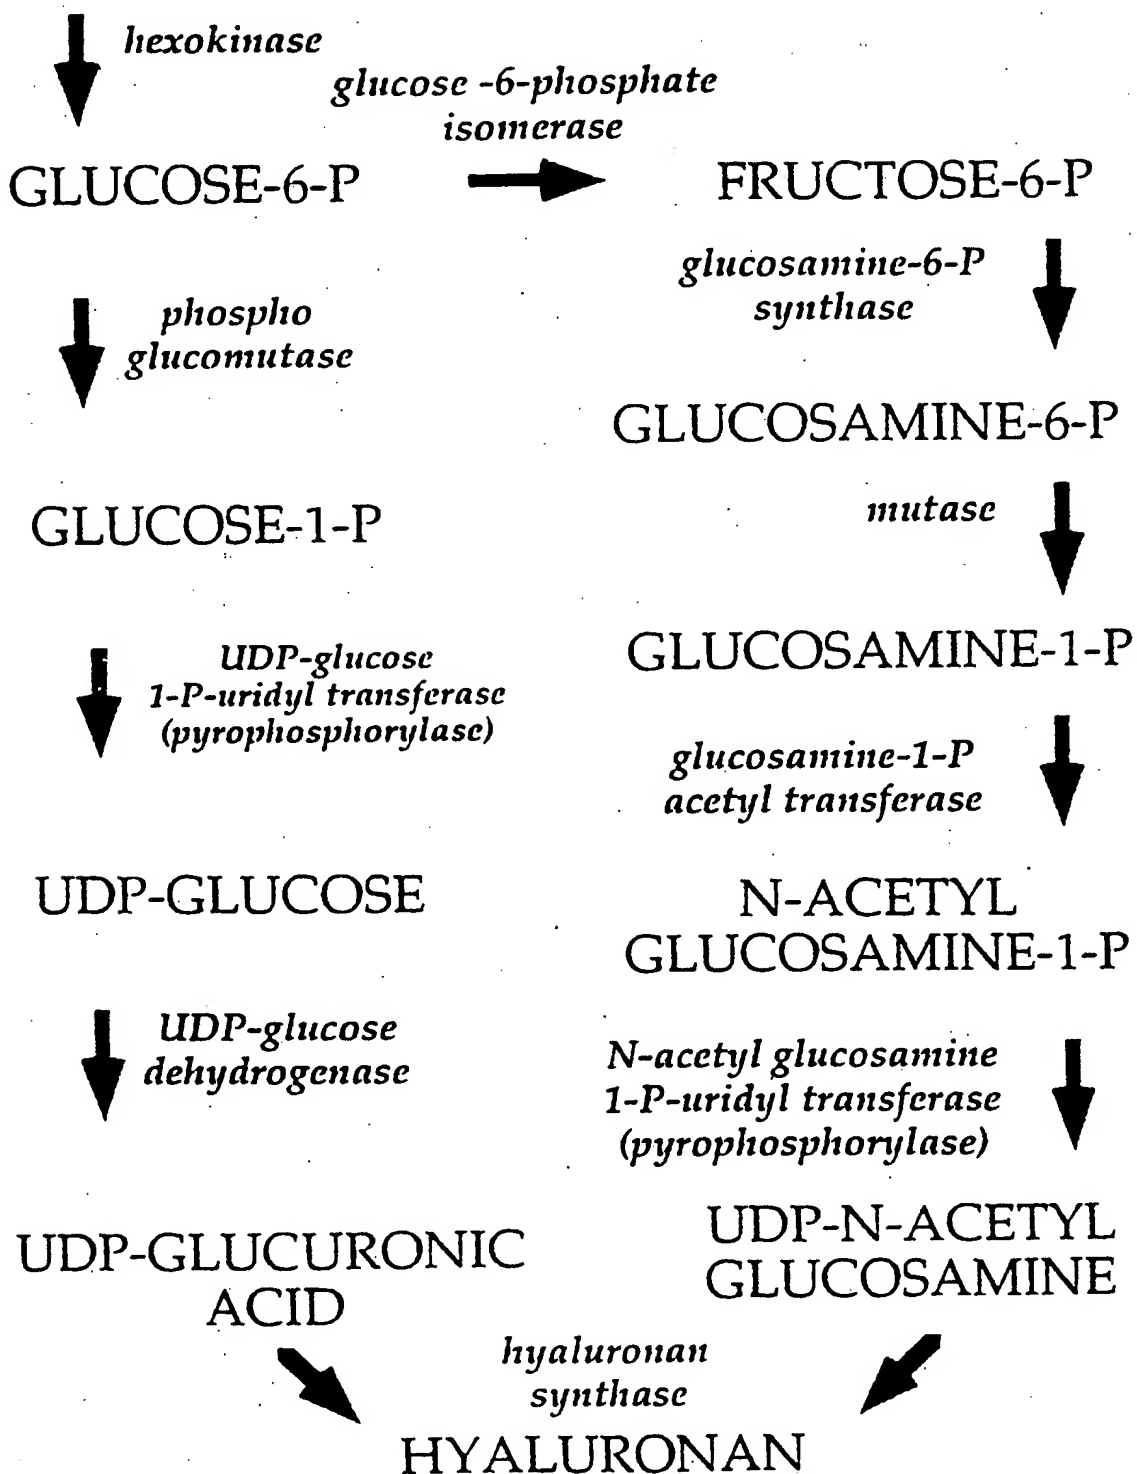 hexokinase
glucose -6-phosphate
isomerase
GLUCOSE-6-P
FRUCTOSE-6-P
glucosamine-6-P
synthase
phospho
glucomutase
GLUCOSAMINE-6-P
mutase
GLUCOSE-1-P
GLUCOSAMINE-1-P
UDP-glucose
1-P-uridyl transferase
(pyrophosphorylase)
glucosamine-1-P
acetyl transferase
UDP-GLUCOSE
N-ACETYL
GLUCOSAMINE-1-P
UDP-glucose
dehydrogenase
N-acetyl glucosamine
1-P-uridyl transferase
(pyrophosphorylase)
UDP-GLUCURONIC
ACID
UDP-N-ACETYL
GLUCOSAMINE
hyaluronan
synthase
HYALURONAN